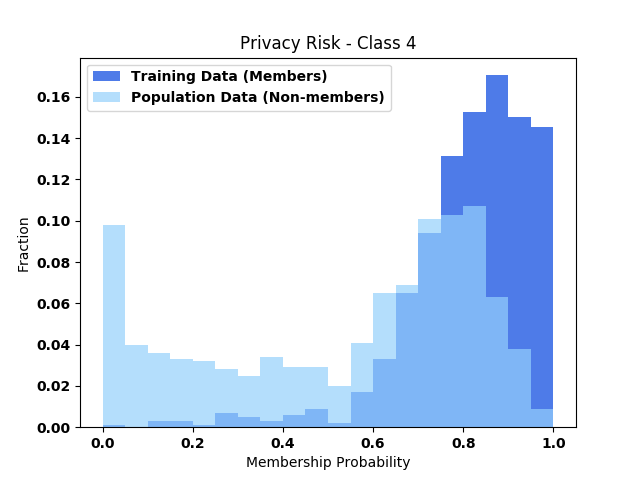 Privacy Risk - Class 4
Training Data (Members)
Population Data (Non-members)
Fraction
0.16
0.14
0.12
0.10
0.08
0.06
0.04
0.02
0.00
0.0 0.2 0.4 0.6 0.8 1.0
Membership Probability